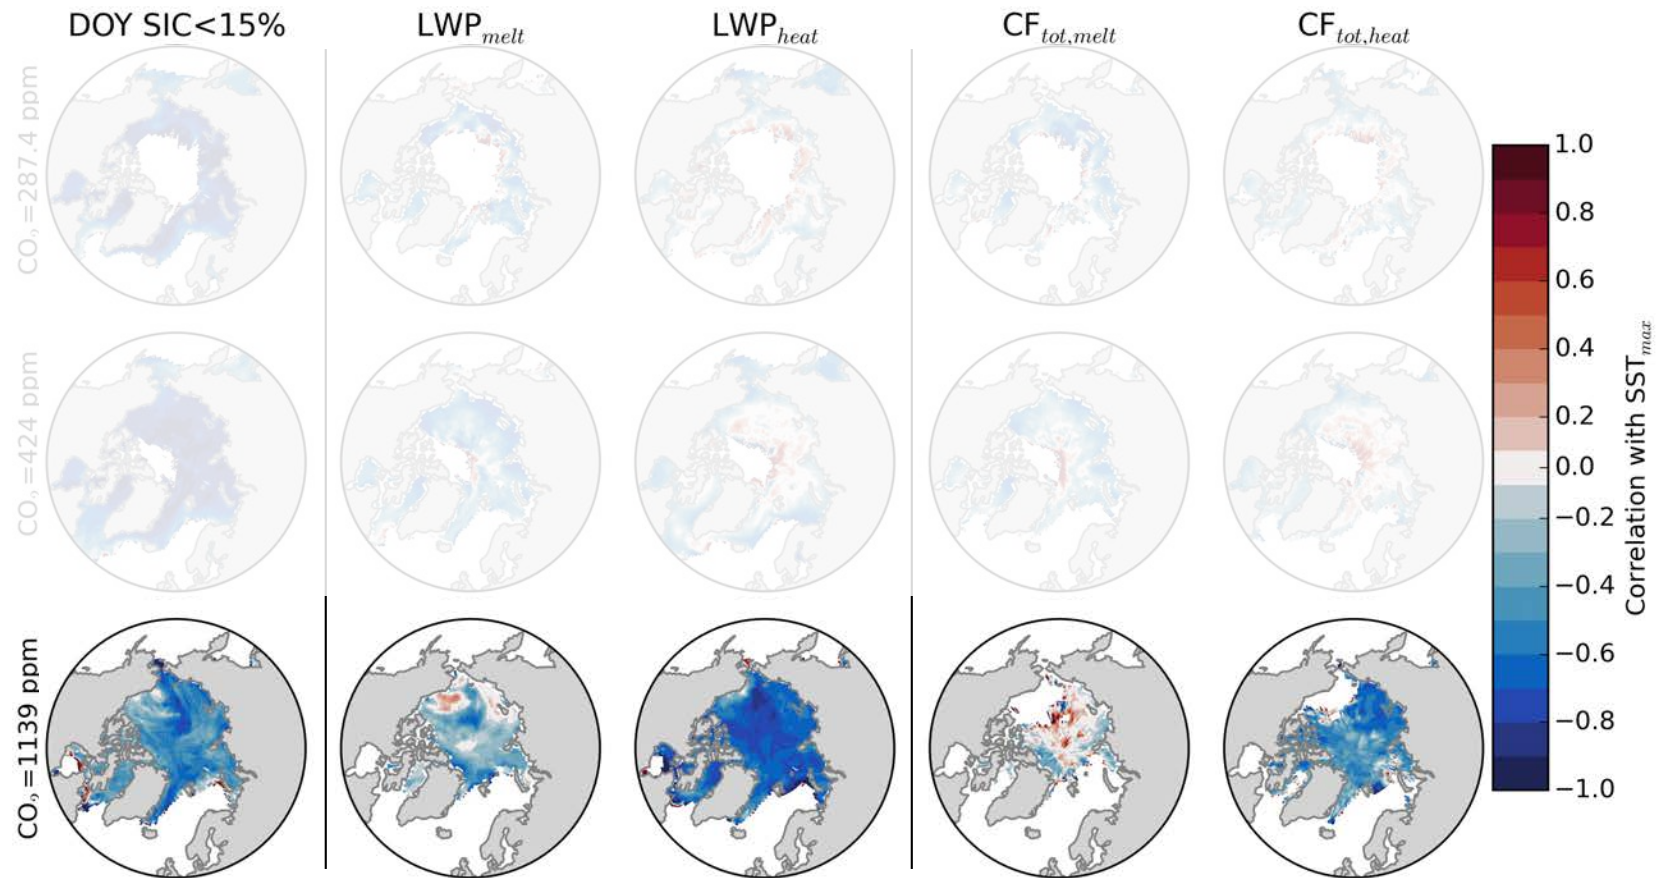 DOY SIC<15% LWP_melt LWP_heat CF_tot,melt CF_tot,heat
CO₂=287.4 ppm
CO₂=424 ppm
CO₂=1139 ppm
1.0
0.8
0.6
0.4
0.2
0.0
−0.2
−0.4
−0.6
−0.8
−1.0
Correlation with SST_max